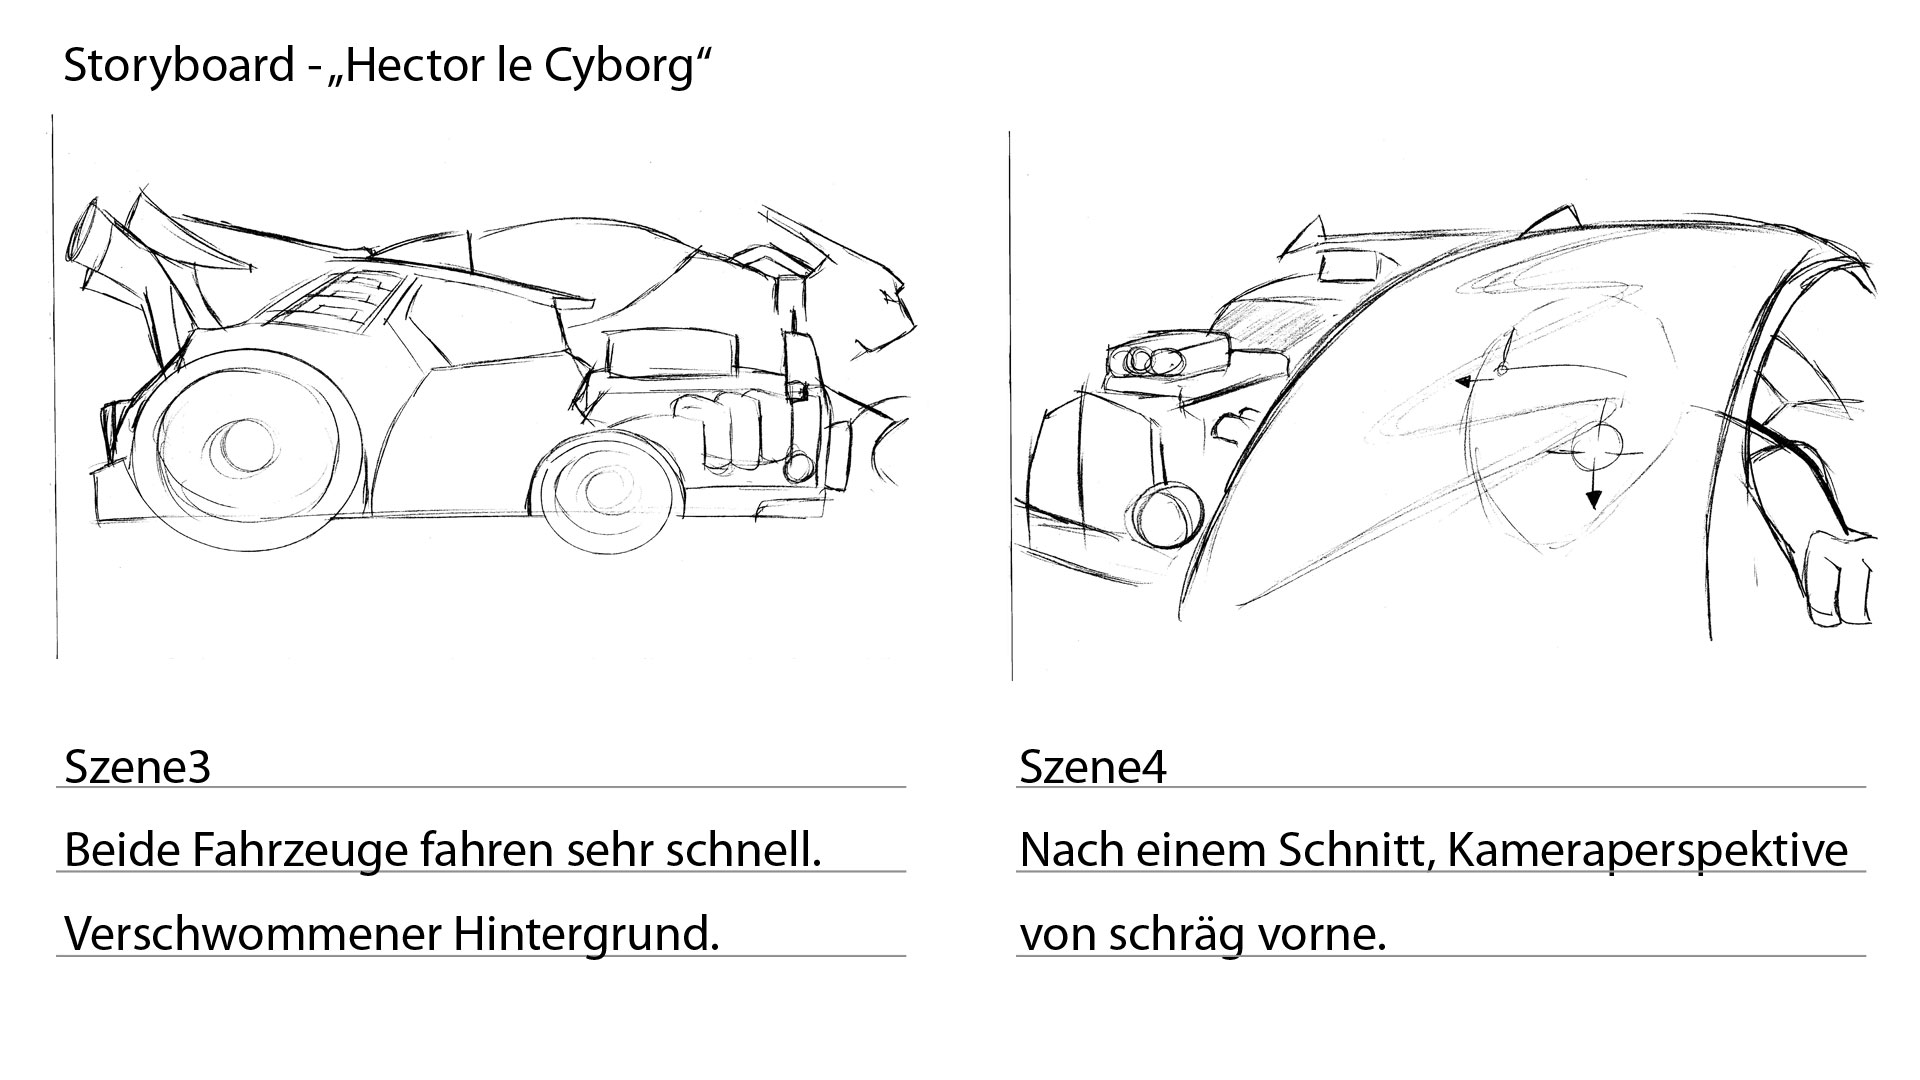 Storyboard - „Hector le Cyborg“
Szene3
Beide Fahrzeuge fahren sehr schnell.
Verschwommener Hintergrund.
Szene4
Nach einem Schnitt, Kameraperspektive
von schräg vorne.